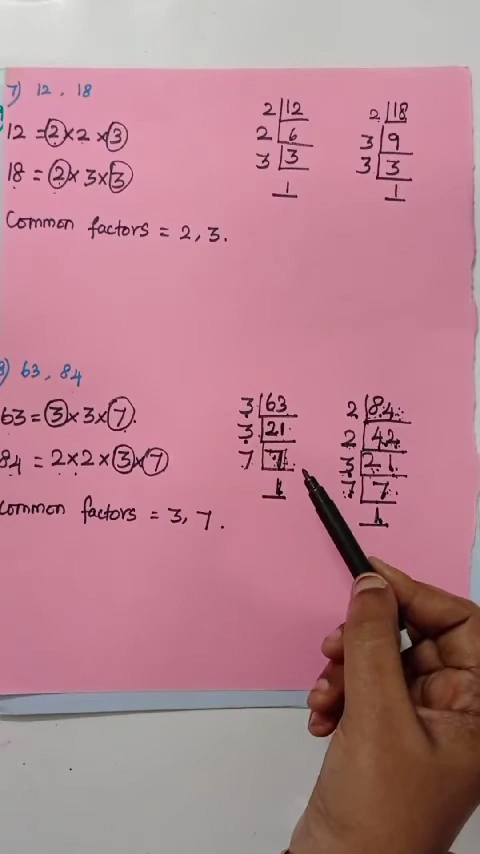 7) 12, 18
12 = 2 × 2 × 3
18 = 2 × 3 × 3
Common factors = 2, 3.
2 12
2 6
3 3
1
2 18
3 9
3 3
1
8) 63, 84
63 = 3 × 3 × 7.
84 = 2 × 2 × 3 × 7
Common factors = 3, 7.
3 63
3 21
7 7
1
2 84
2 42
3 21
7 7
1